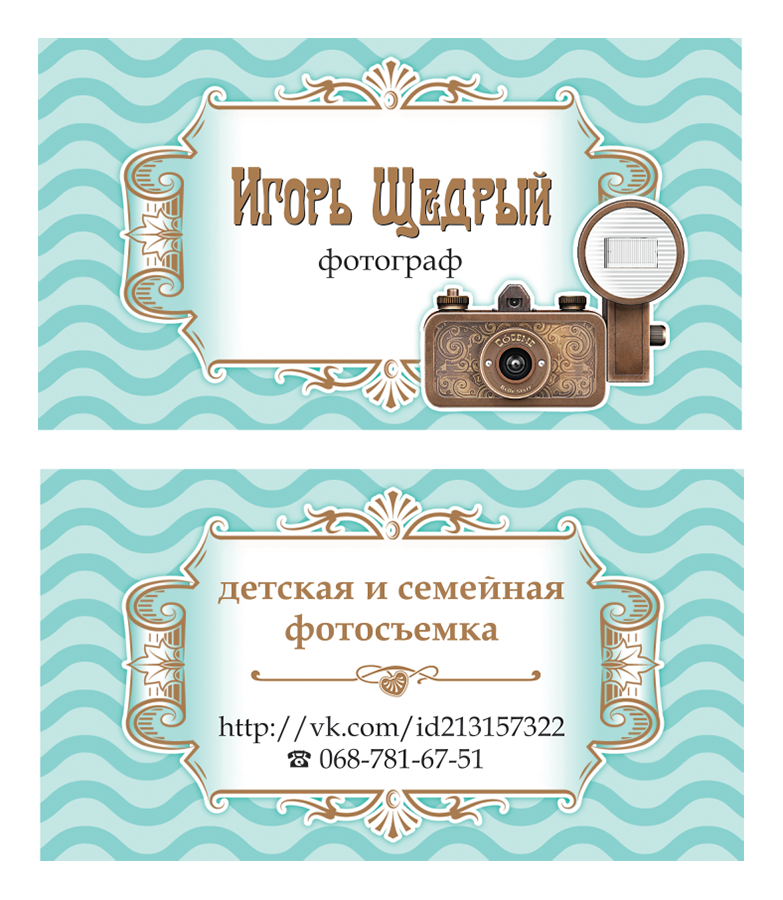 Игорь Щедрый
фотограф
детская и семейная
фотосъемка
http://vk.com/id213157322
☎ 068-781-67-51